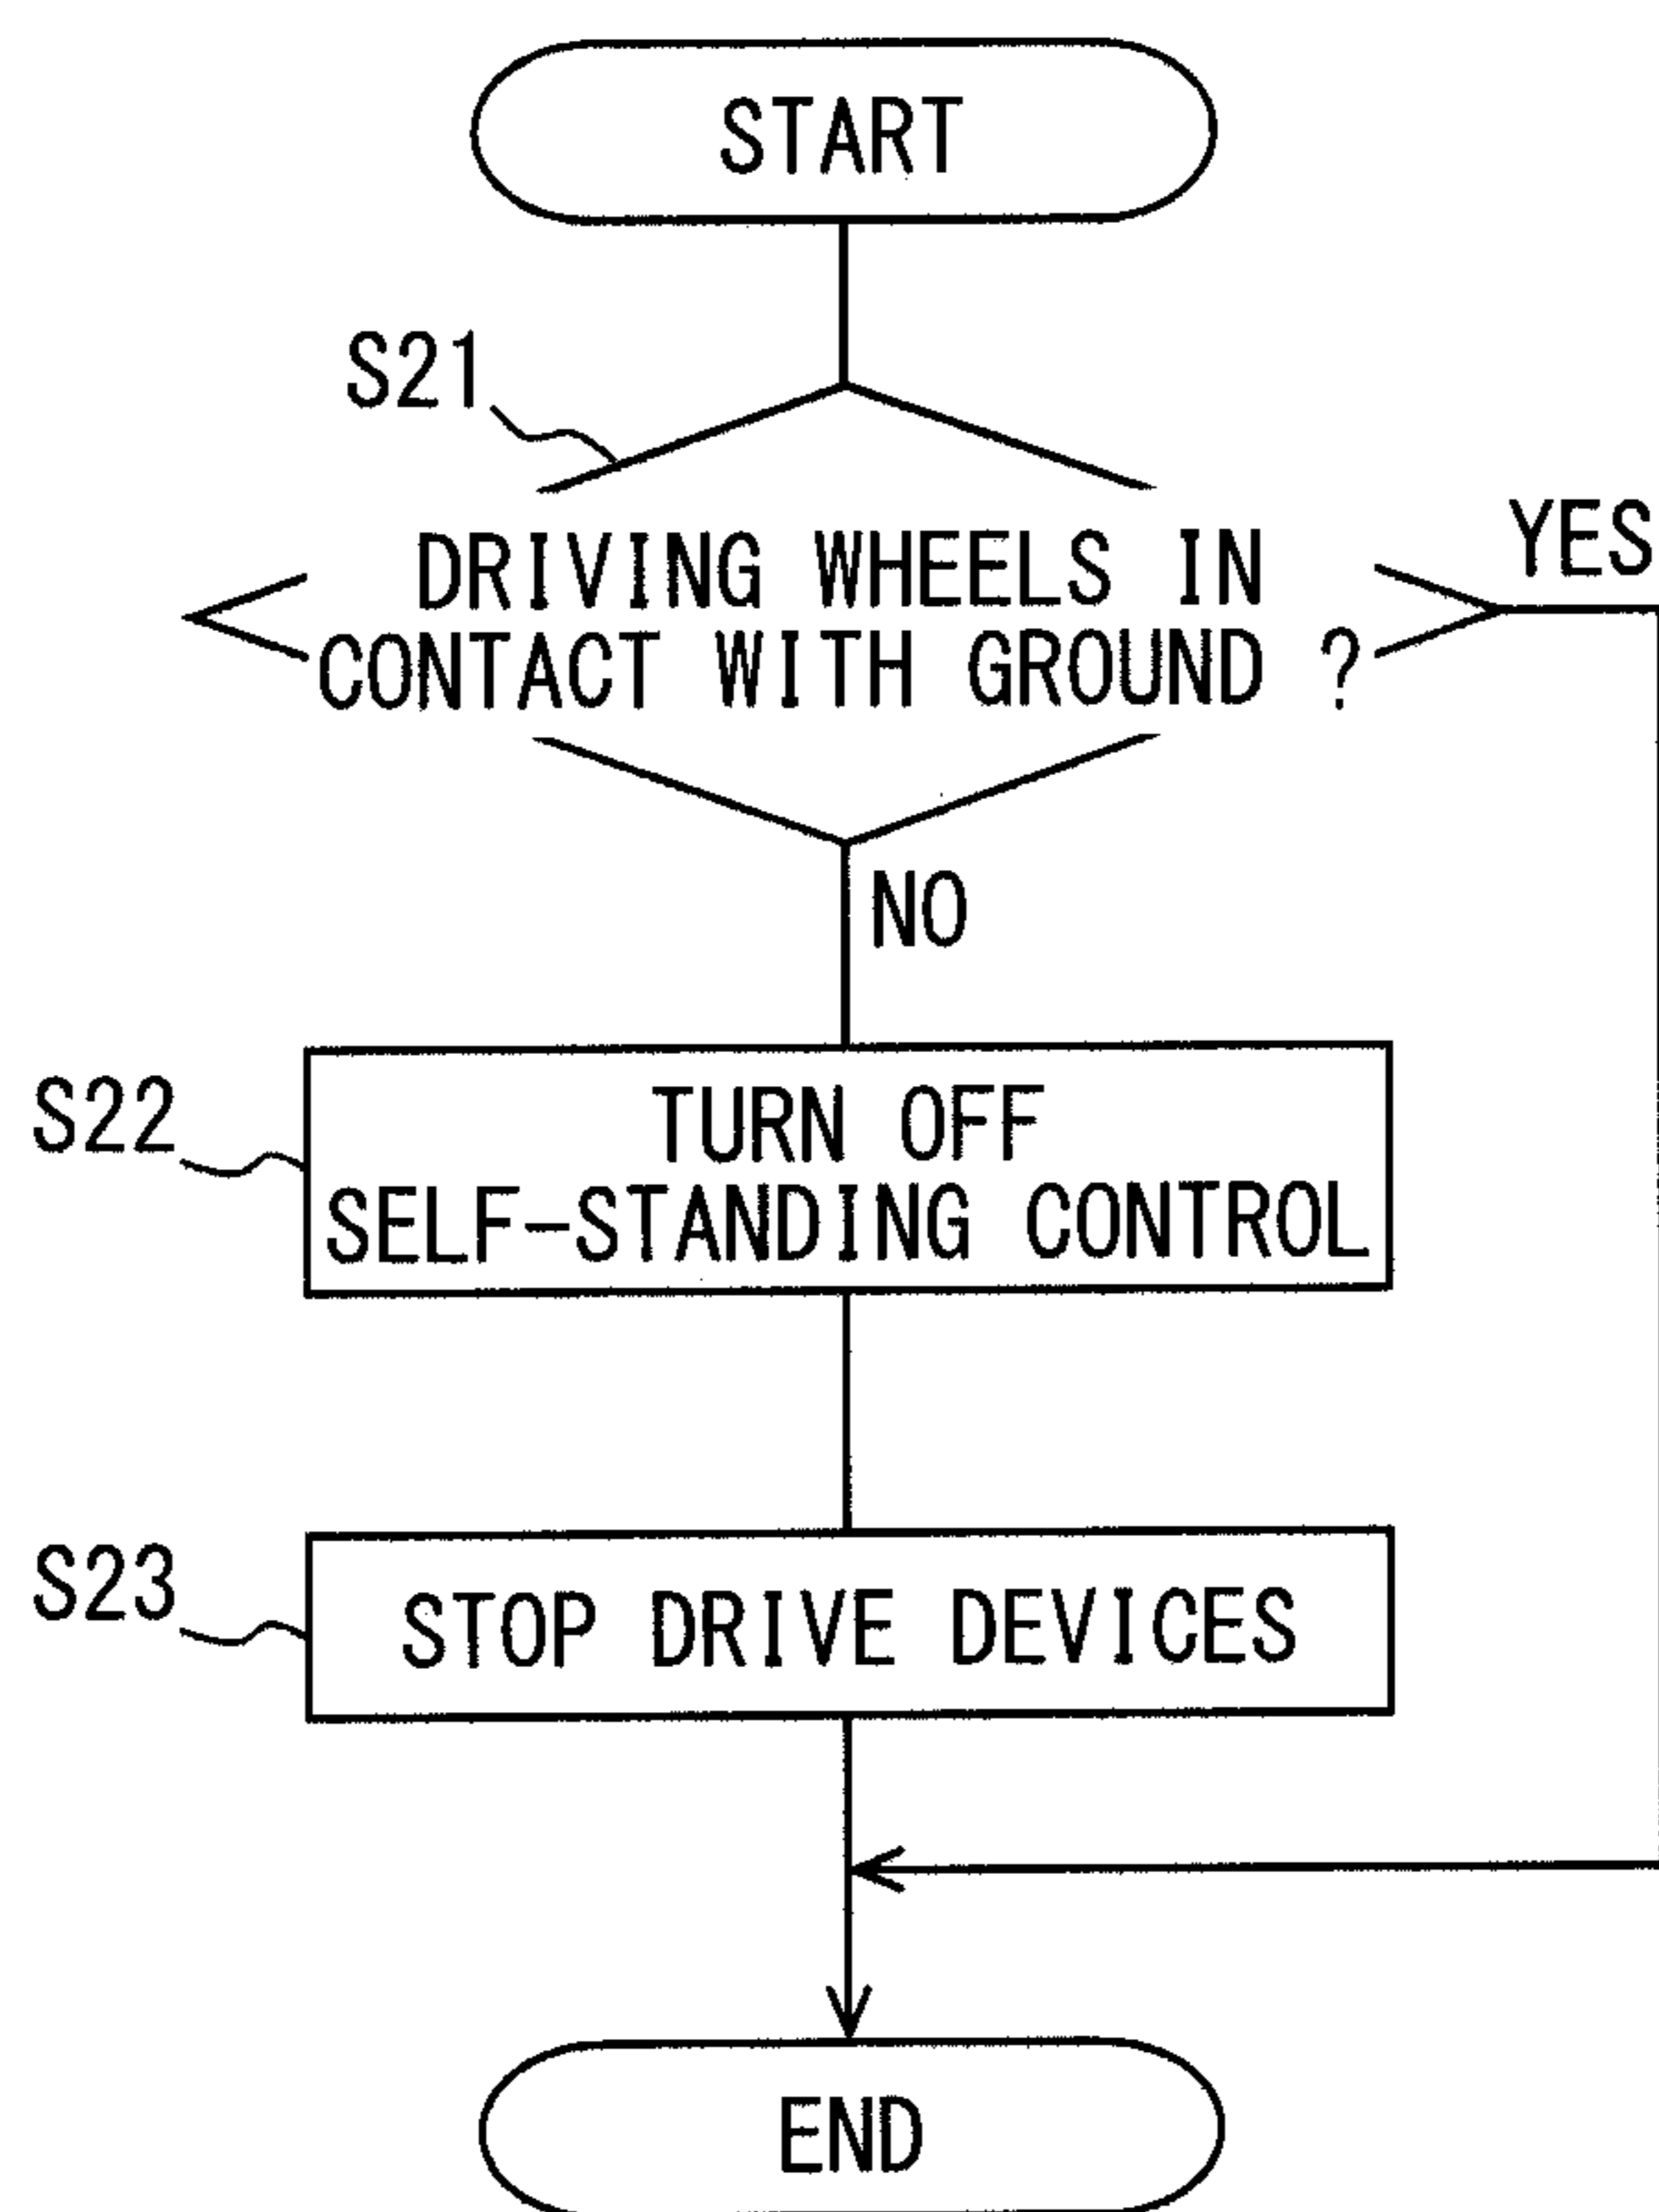 START
S21
DRIVING WHEELS IN
CONTACT WITH GROUND ?
YES
NO
S22
TURN OFF
SELF-STANDING CONTROL
S23
STOP DRIVE DEVICES
END